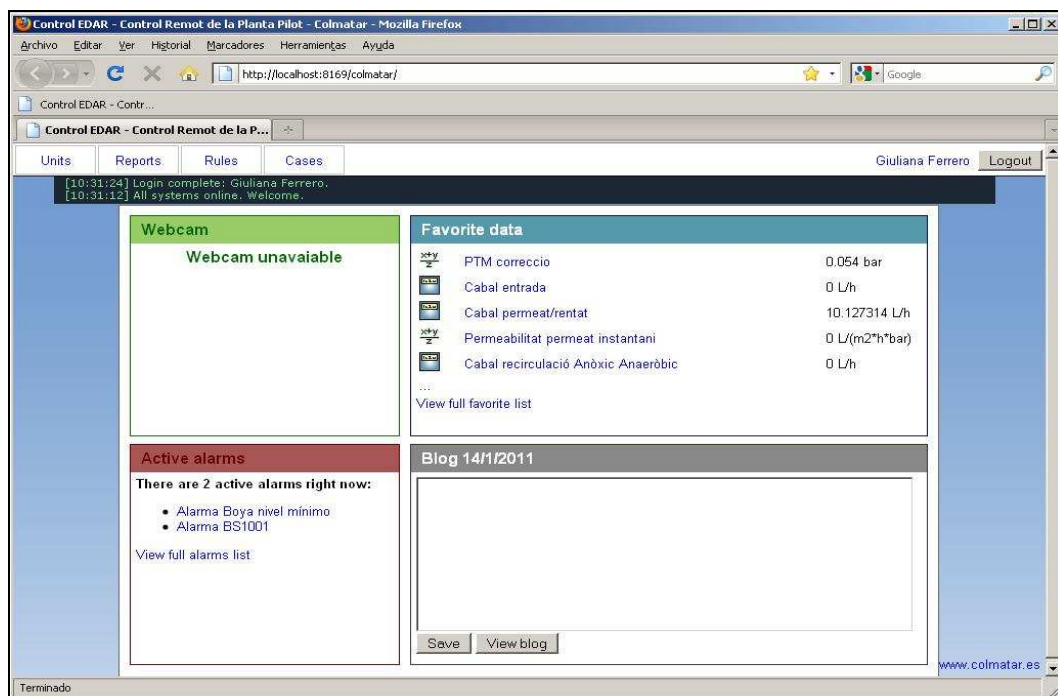 Control EDAR - Control Remot de la Planta Pilot - Colmatar - Mozilla Firefox
Archivo Editar Ver Historial Marcadores Herramientas Ayuda
http://localhost:8169/colmatar/
Google
Control EDAR - Contr...
Control EDAR - Control Remot de la P...
Units Reports Rules Cases Giuliana Ferrero Logout
[10:31:24] Login complete: Giuliana Ferrero.
[10:31:12] All systems online. Welcome.
Webcam
Webcam unavaiable
Favorite data
x+y
z
PTM correccio 0.054 bar
Cabal entrada 0 L/h
Cabal permeat/rentat 10.127314 L/h
x+y
z
Permeabilitat permeat instantani 0 L/(m2*h*bar)
Cabal recirculació Anòxic Anaeròbic 0 L/h
...
View full favorite list
Active alarms
There are 2 active alarms right now:
• Alarma Boya nivel mínimo
• Alarma BS1001
View full alarms list
Blog 14/1/2011
Save View blog
www.colmatar.es
Terminado